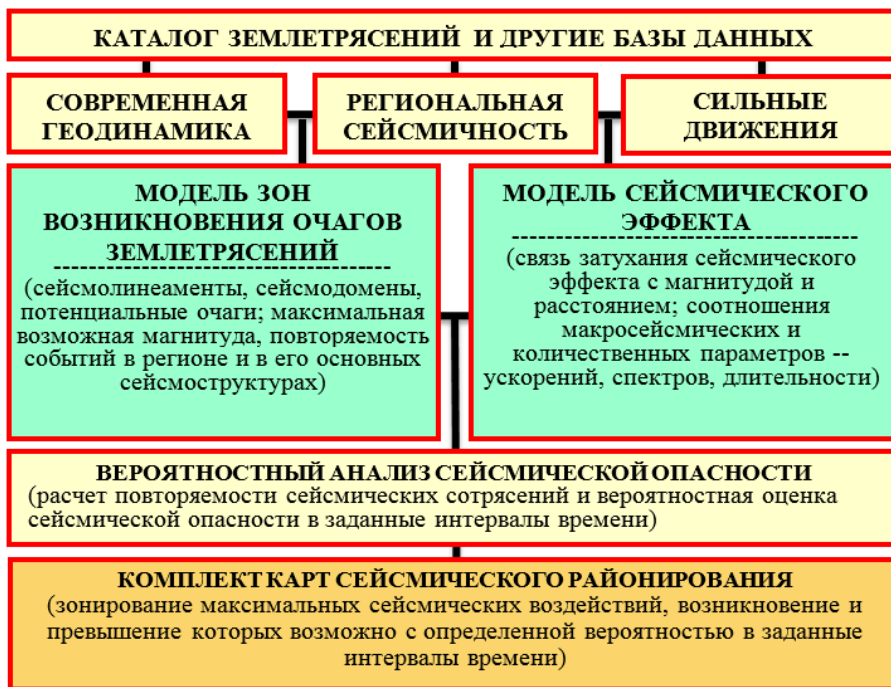 КАТАЛОГ ЗЕМЛЕТРЯСЕНИЙ И ДРУГИЕ БАЗЫ ДАННЫХ
СОВРЕМЕННАЯ
ГЕОДИНАМИКА
РЕГИОНАЛЬНАЯ
СЕЙСМИЧНОСТЬ
СИЛЬНЫЕ
ДВИЖЕНИЯ
МОДЕЛЬ ЗОН
ВОЗНИКНОВЕНИЯ ОЧАГОВ
ЗЕМЛЕТРЯСЕНИЙ
(сейсмолинеаменты, сейсмодомены,
потенциальные очаги; максимальная
возможная магнитуда, повторяемость
событий в регионе и в его основных
сейсмоструктурах)
МОДЕЛЬ СЕЙСМИЧЕСКОГО
ЭФФЕКТА
(связь затухания сейсмического
эффекта с магнитудой и
расстоянием; соотношения
макросейсмических и
количественных параметров --
ускорений, спектров, длительности)
ВЕРОЯТНОСТНЫЙ АНАЛИЗ СЕЙСМИЧЕСКОЙ ОПАСНОСТИ
(расчет повторяемости сейсмических сотрясений и вероятностная оценка
сейсмической опасности в заданные интервалы времени)
КОМПЛЕКТ КАРТ СЕЙСМИЧЕСКОГО РАЙОНИРОВАНИЯ
(зонирование максимальных сейсмических воздействий, возникновение и
превышение которых возможно с определенной вероятностью в заданные
интервалы времени)